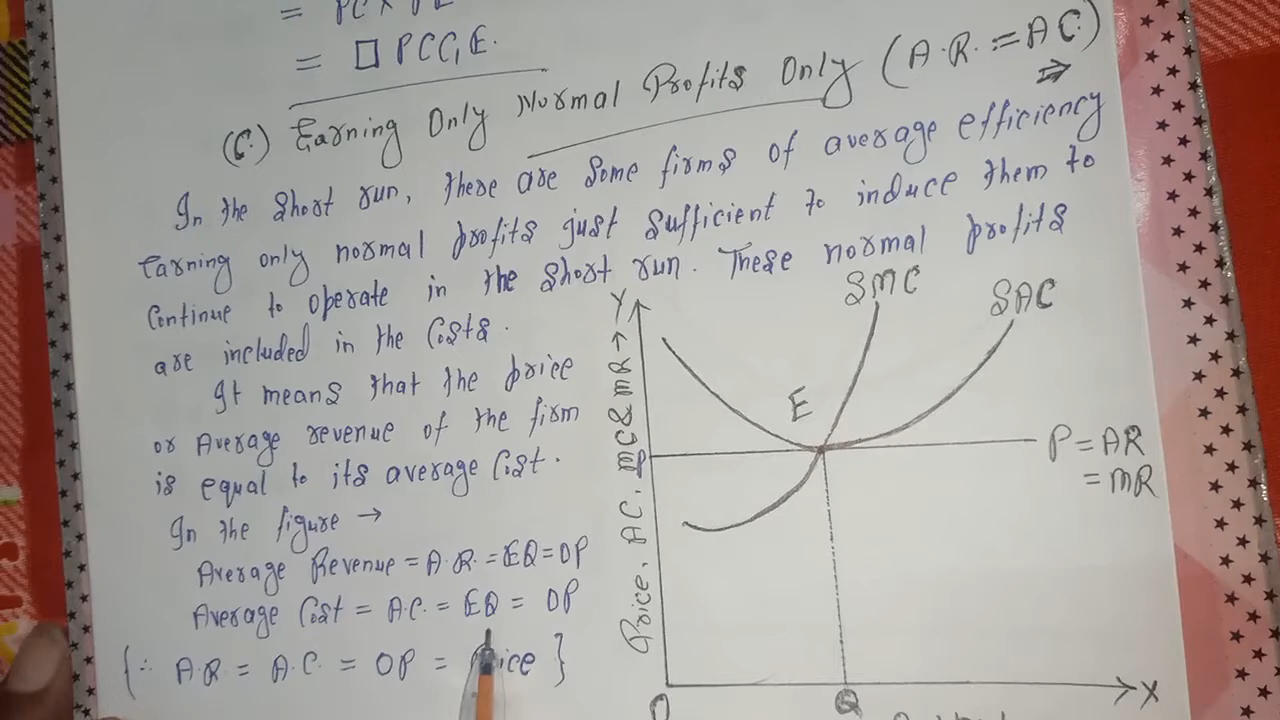 = PC X PE
= □ PCC₁E.
(C.) Earning Only Normal Profits Only (A.R. = A.C.)
⇒
In the Short run, these are Some firms of average efficiency
Earning only normal profits just Sufficient to induce them to
Continue to operate in the Short run. These normal profits
are included in the Costs.
It means that the price
or Average revenue of the firm
is equal to its average Cost.
In the figure →
Average Revenue = A.R. = EQ = OP
Average Cost = A.C. = EQ = OP
{∴ A.R = A.C = OP = Price }
Y
SMC
SAC
E
P = AR
= MR
Price, AC,
O
Q
X